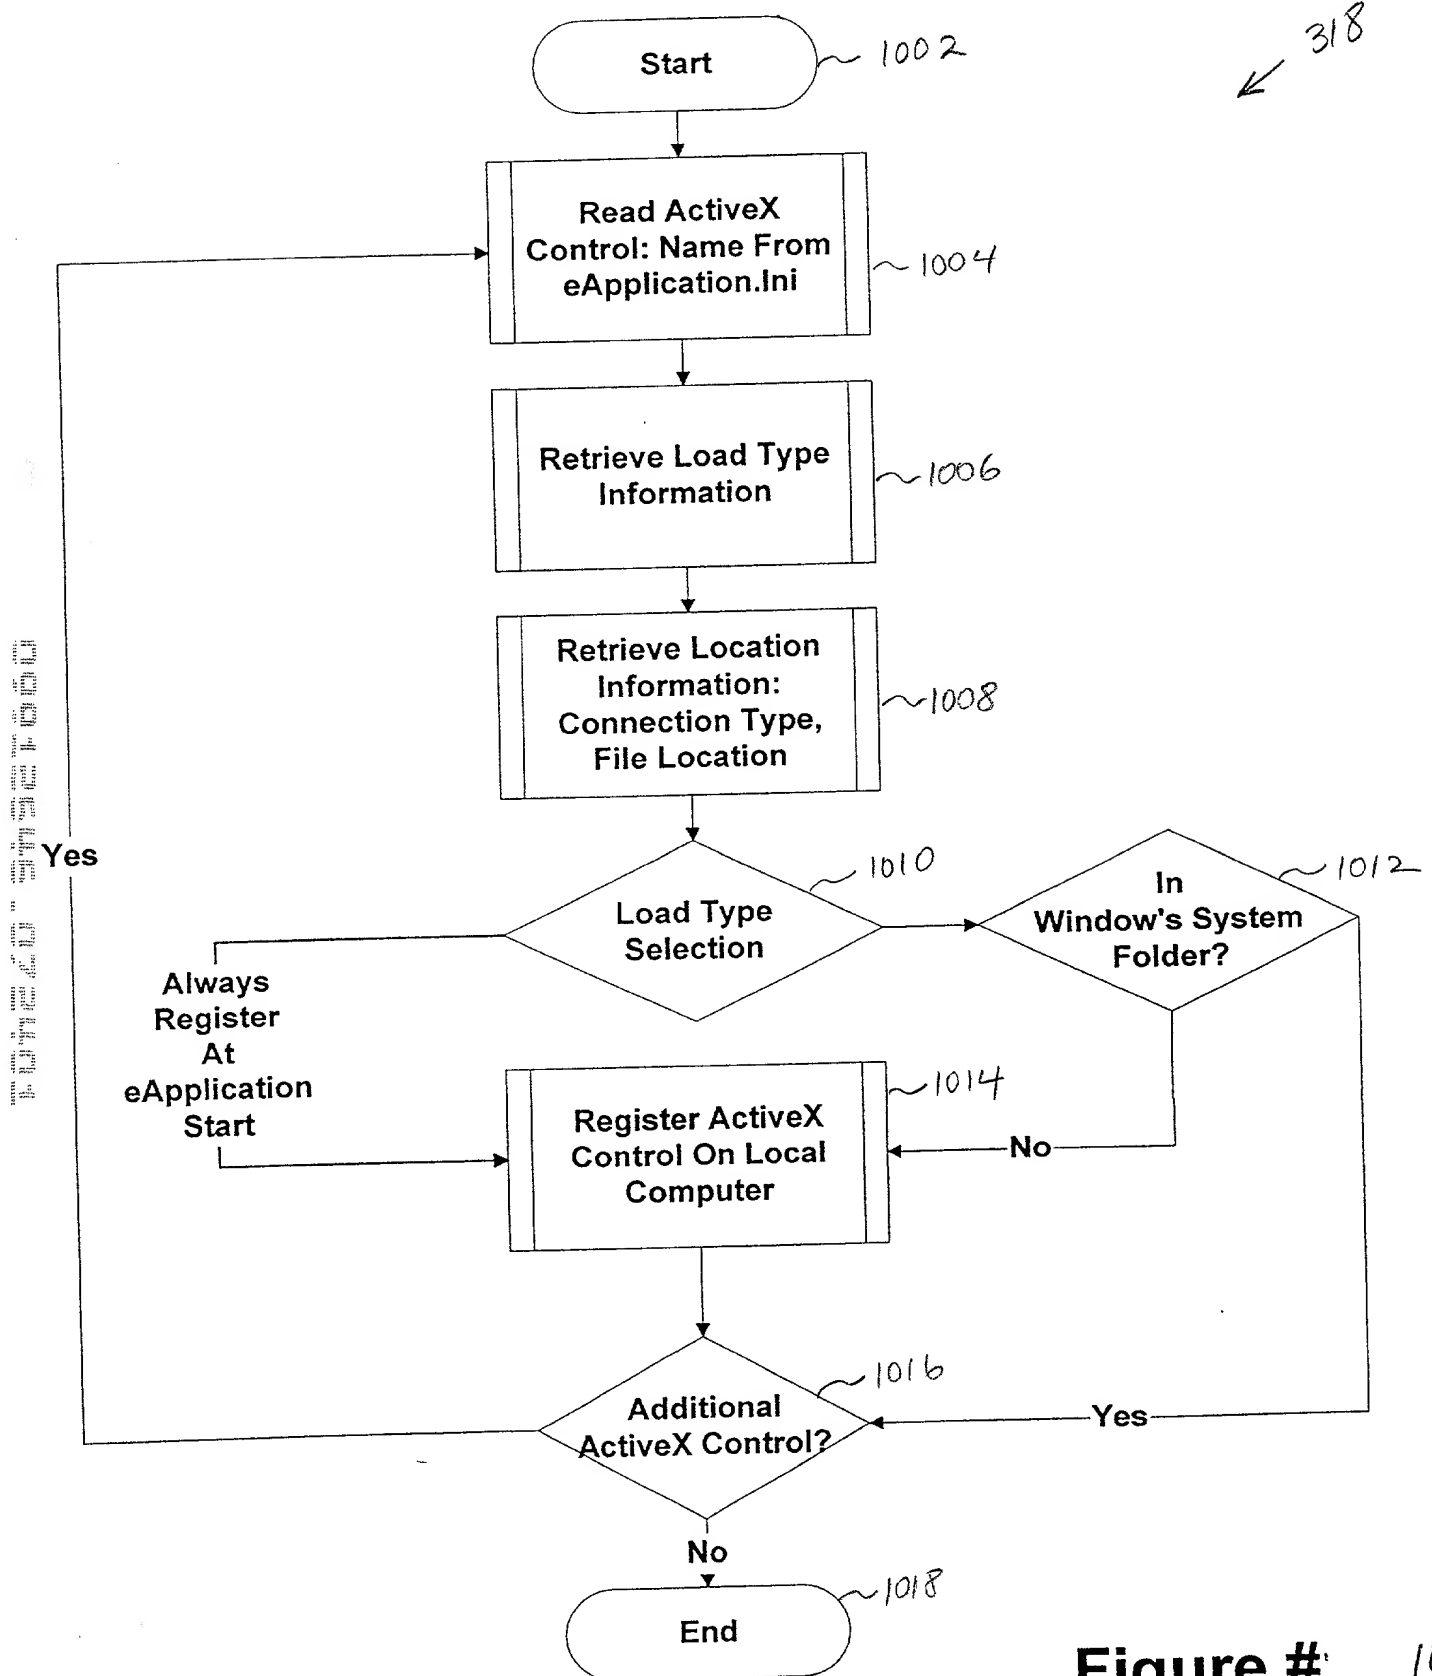 318
Start
1002
Read ActiveX
Control: Name From
eApplication.Ini
1004
Retrieve Load Type
Information
1006
Retrieve Location
Information:
Connection Type,
File Location
1008
Yes
Load Type
Selection
1010
In
Window's System
Folder?
1012
Always
Register
At
eApplication
Start
Register ActiveX
Control On Local
Computer
1014
No
Additional
ActiveX Control?
1016
Yes
No
End
1018
Figure #: